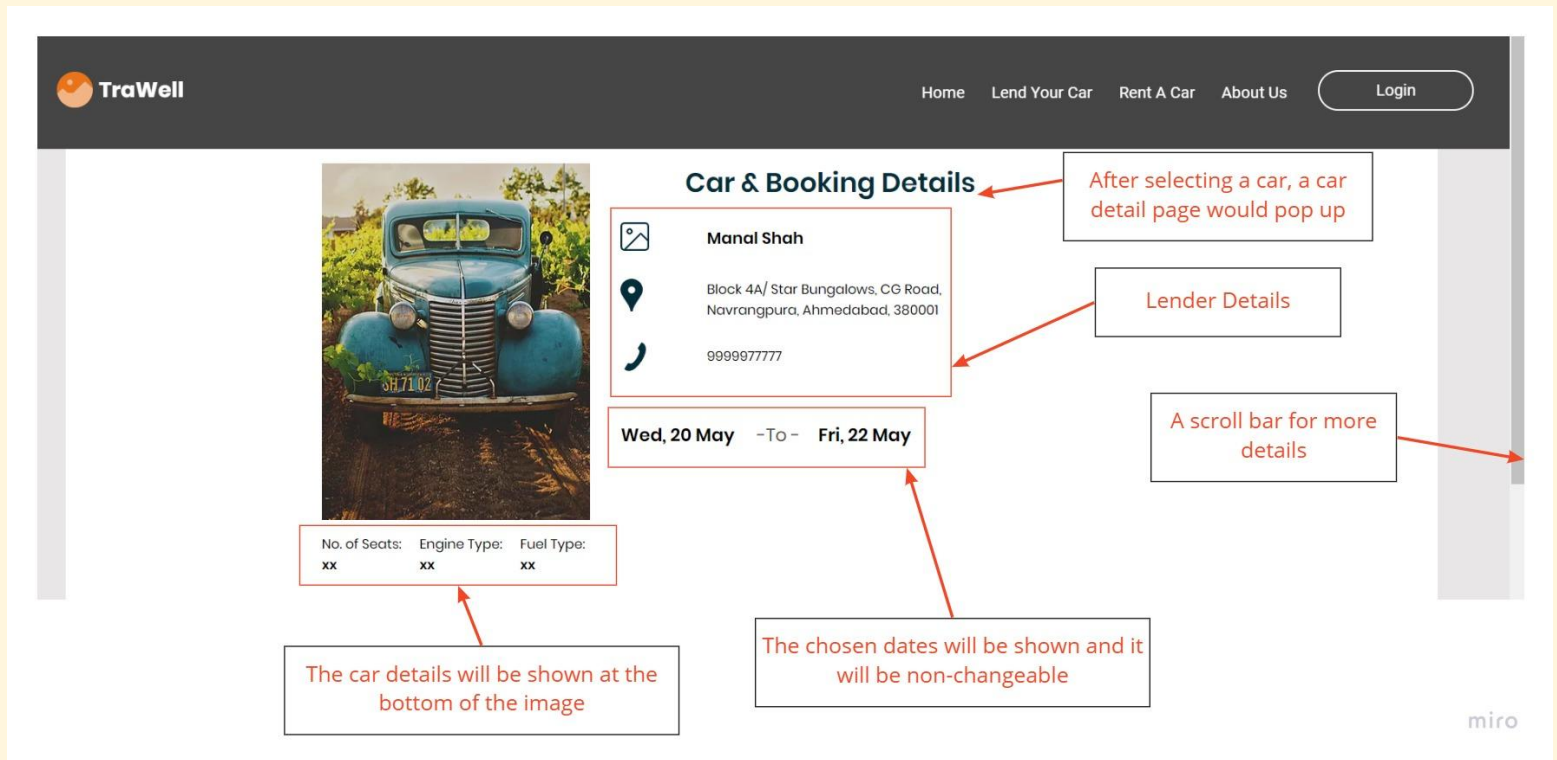 TraWell
Home Lend Your Car Rent A Car About Us Login
Car & Booking Details
After selecting a car, a car
detail page would pop up
Manal Shah
Block 4A/ Star Bungalows, CG Road,
Navrangpura, Ahmedabad, 380001
9999977777
Lender Details
Wed, 20 May -To- Fri, 22 May
A scroll bar for more
details
SH 71 02
No. of Seats: Engine Type: Fuel Type:
xx xx xx
The car details will be shown at the
bottom of the image
The chosen dates will be shown and it
will be non-changeable
miro